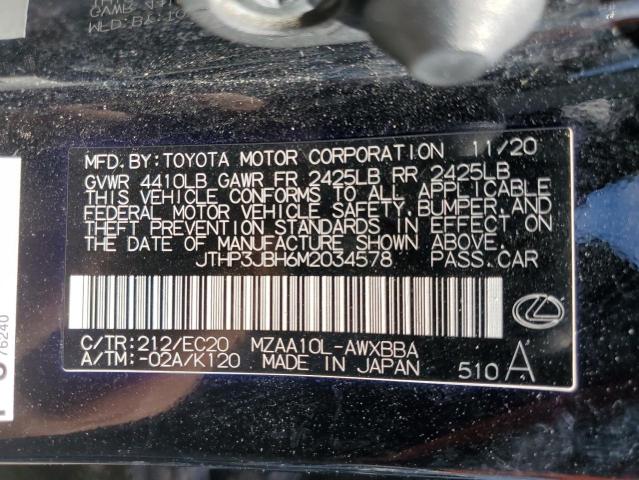 MFD. BY: TOYOTA MOTOR CORPORATION 11/20
GVWR 4410LB GAWR FR 2425LB RR 2425LB
THIS VEHICLE CONFORMS TO ALL APPLICABLE
FEDERAL MOTOR VEHICLE SAFETY, BUMPER, AND
THEFT PREVENTION STANDARDS IN EFFECT ON
THE DATE OF MANUFACTURE SHOWN ABOVE.
JTHP3JBH6M2034578 PASS. CAR
C/TR: 212/EC20 MZAA10L-AWXBBA
A/TM: -02A/K120 MADE IN JAPAN 510 A
76240